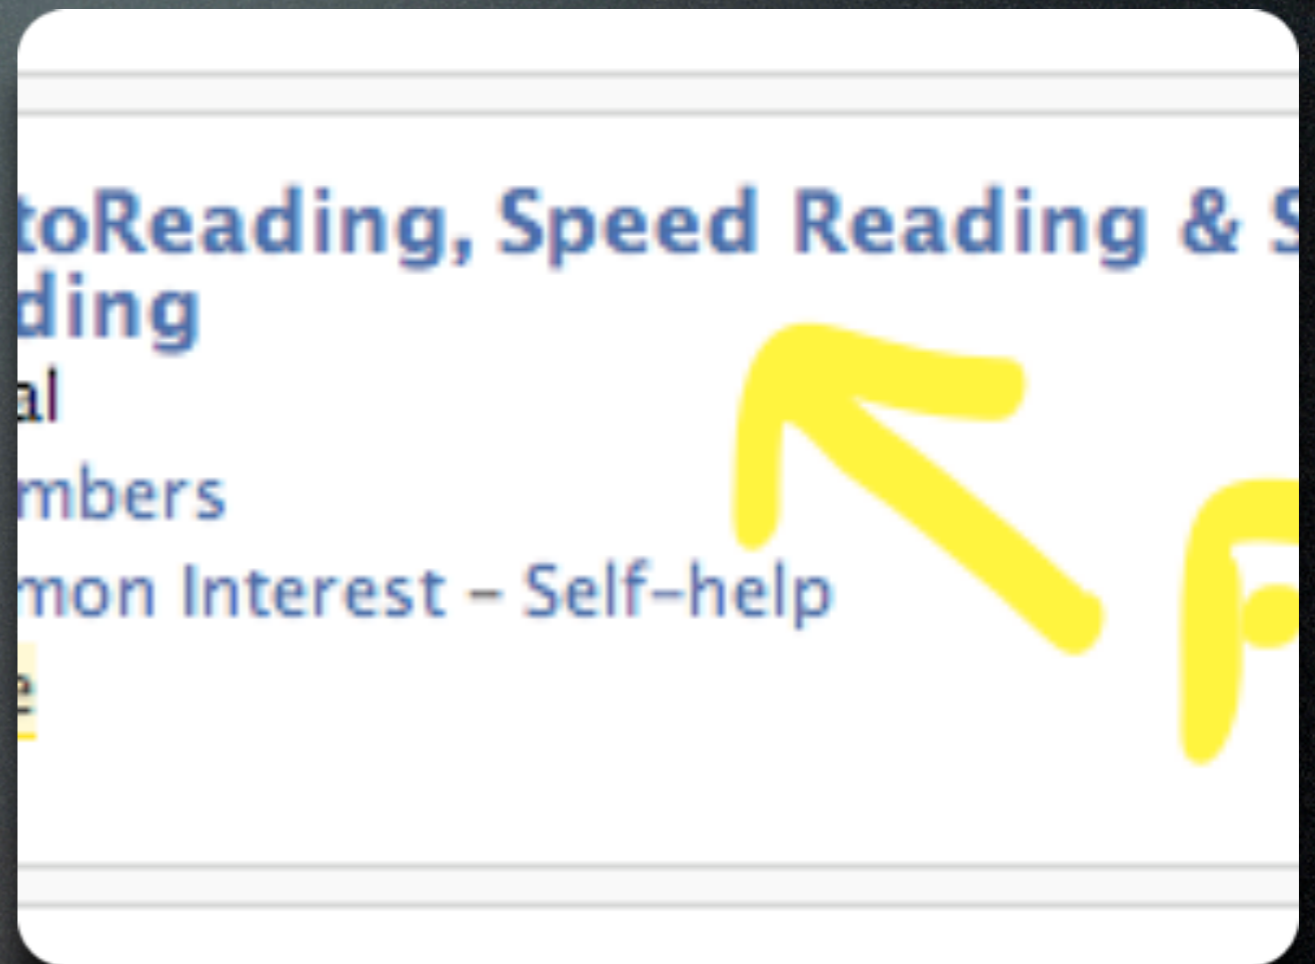 toReading, Speed Reading & S
ding
al
mbers
mon Interest – Self-help
e